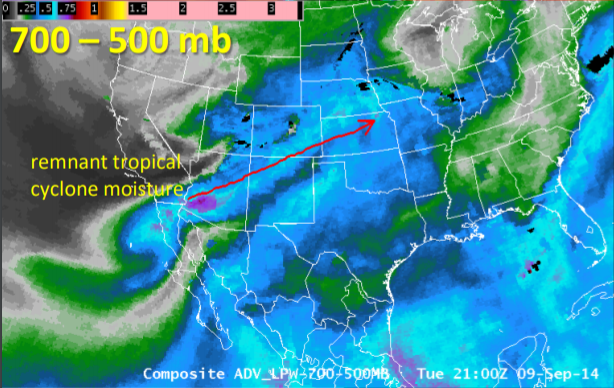 0 .25 .5 .75 1 1.5 2 2.5 3
700 – 500 mb
remnant tropical
cyclone moisture
Composite ADV_LPW-700-500MB Tue 21:00Z 09-Sep-14